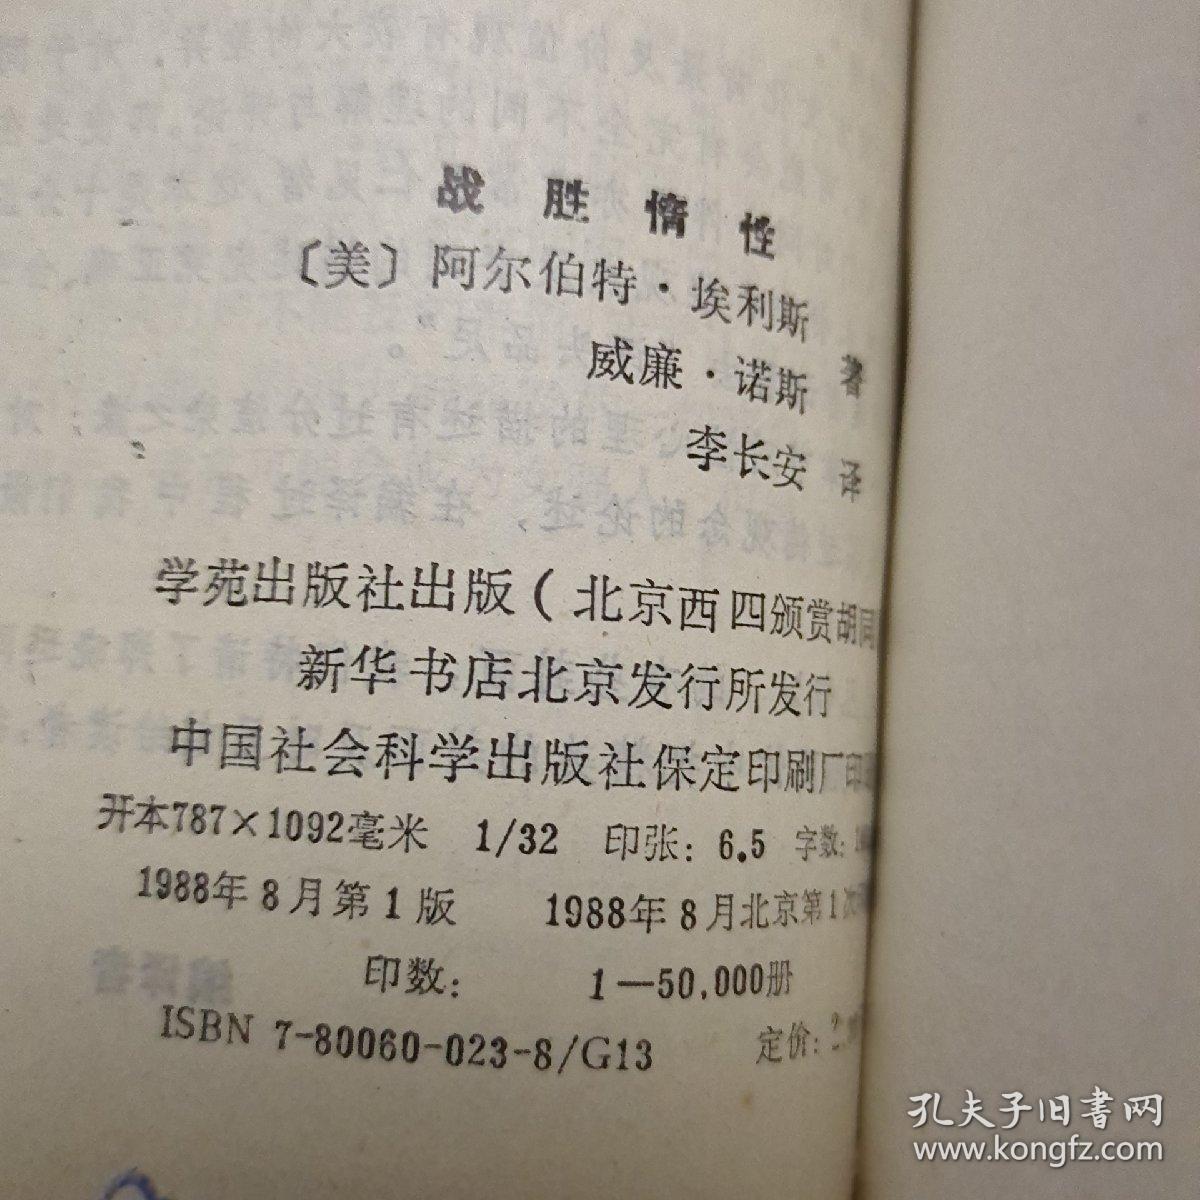 战胜惰性
〔美〕阿尔伯特·埃利斯
威廉·诺斯 著
李长安 译
学苑出版社出版(北京西四颁赏胡同
新华书店北京发行所发行
中国社会科学出版社保定印刷厂印
开本787×1092毫米 1/32 印张:6.5 字数:
1988年8月第1版 1988年8月北京第1次
印数: 1—50,000册
ISBN 7-80060-023-8/G13 定价:2.
编译者
孔夫子旧书网
www.kongfz.com